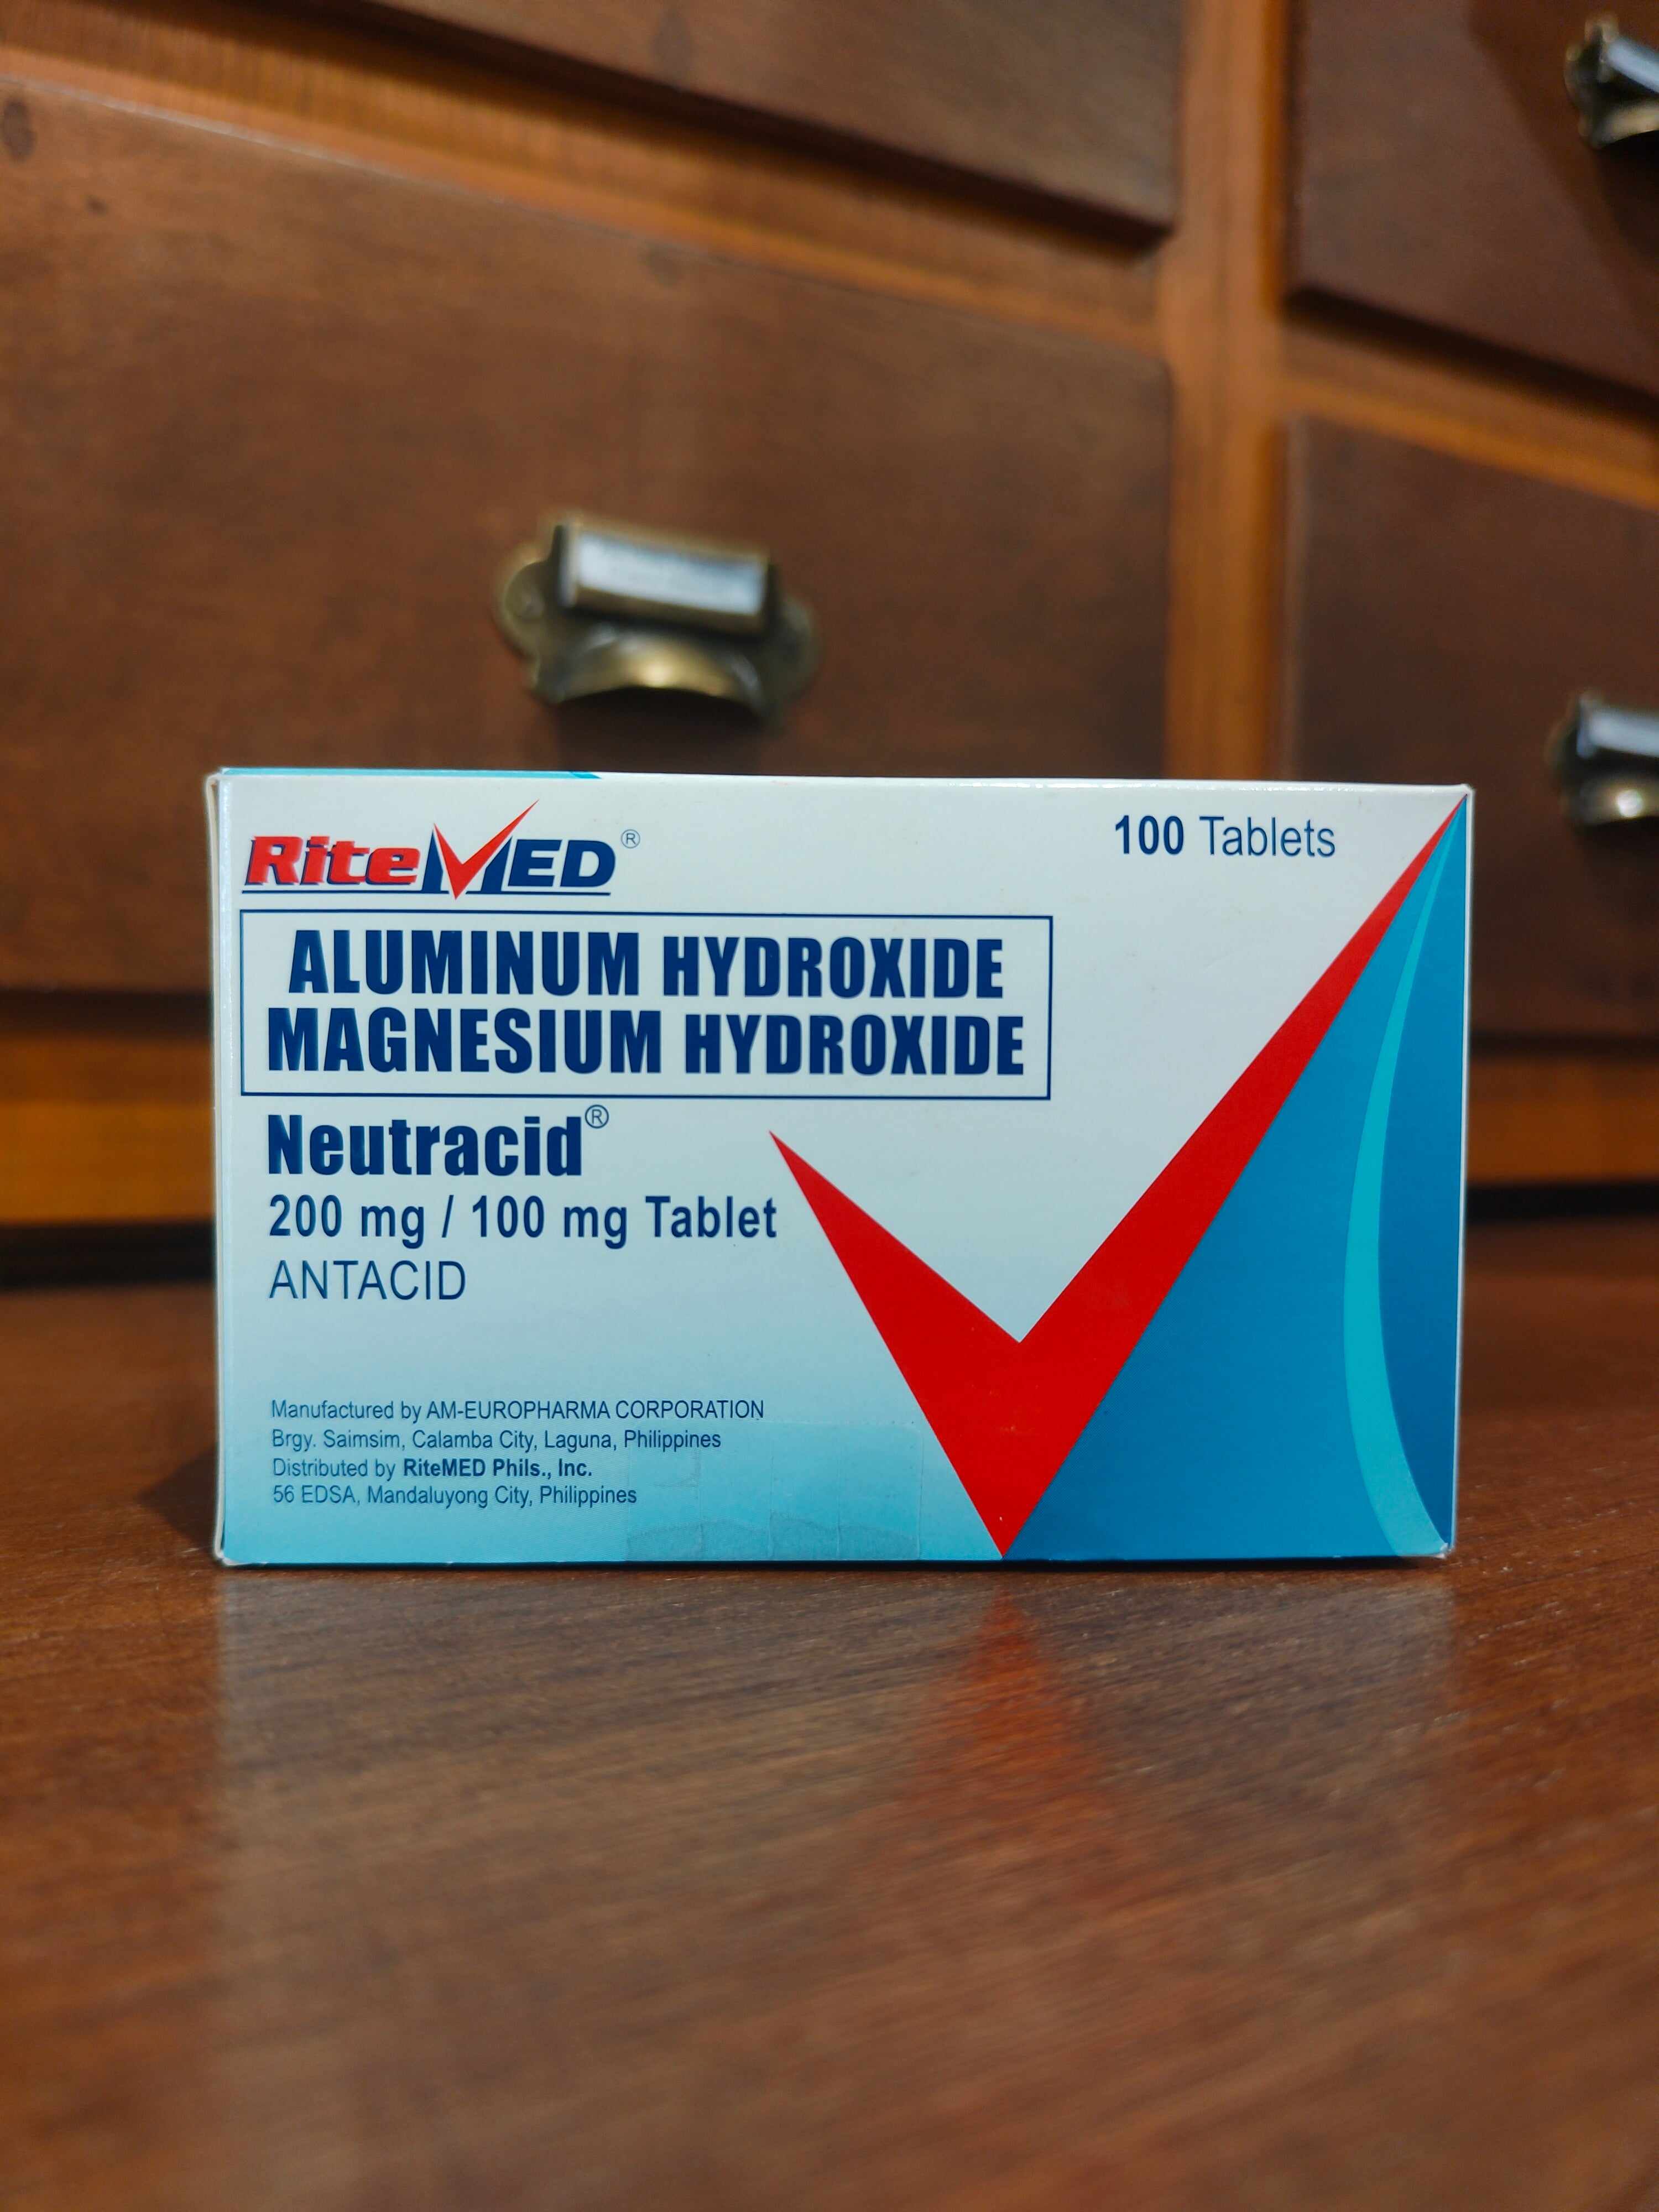 RiteMED®
100 Tablets
ALUMINUM HYDROXIDE
MAGNESIUM HYDROXIDE
Neutracid®
200 mg / 100 mg Tablet
ANTACID
Manufactured by AM-EUROPHARMA CORPORATION
Brgy. Saimsim, Calamba City, Laguna, Philippines
Distributed by RiteMED Phils., Inc.
56 EDSA, Mandaluyong City, Philippines